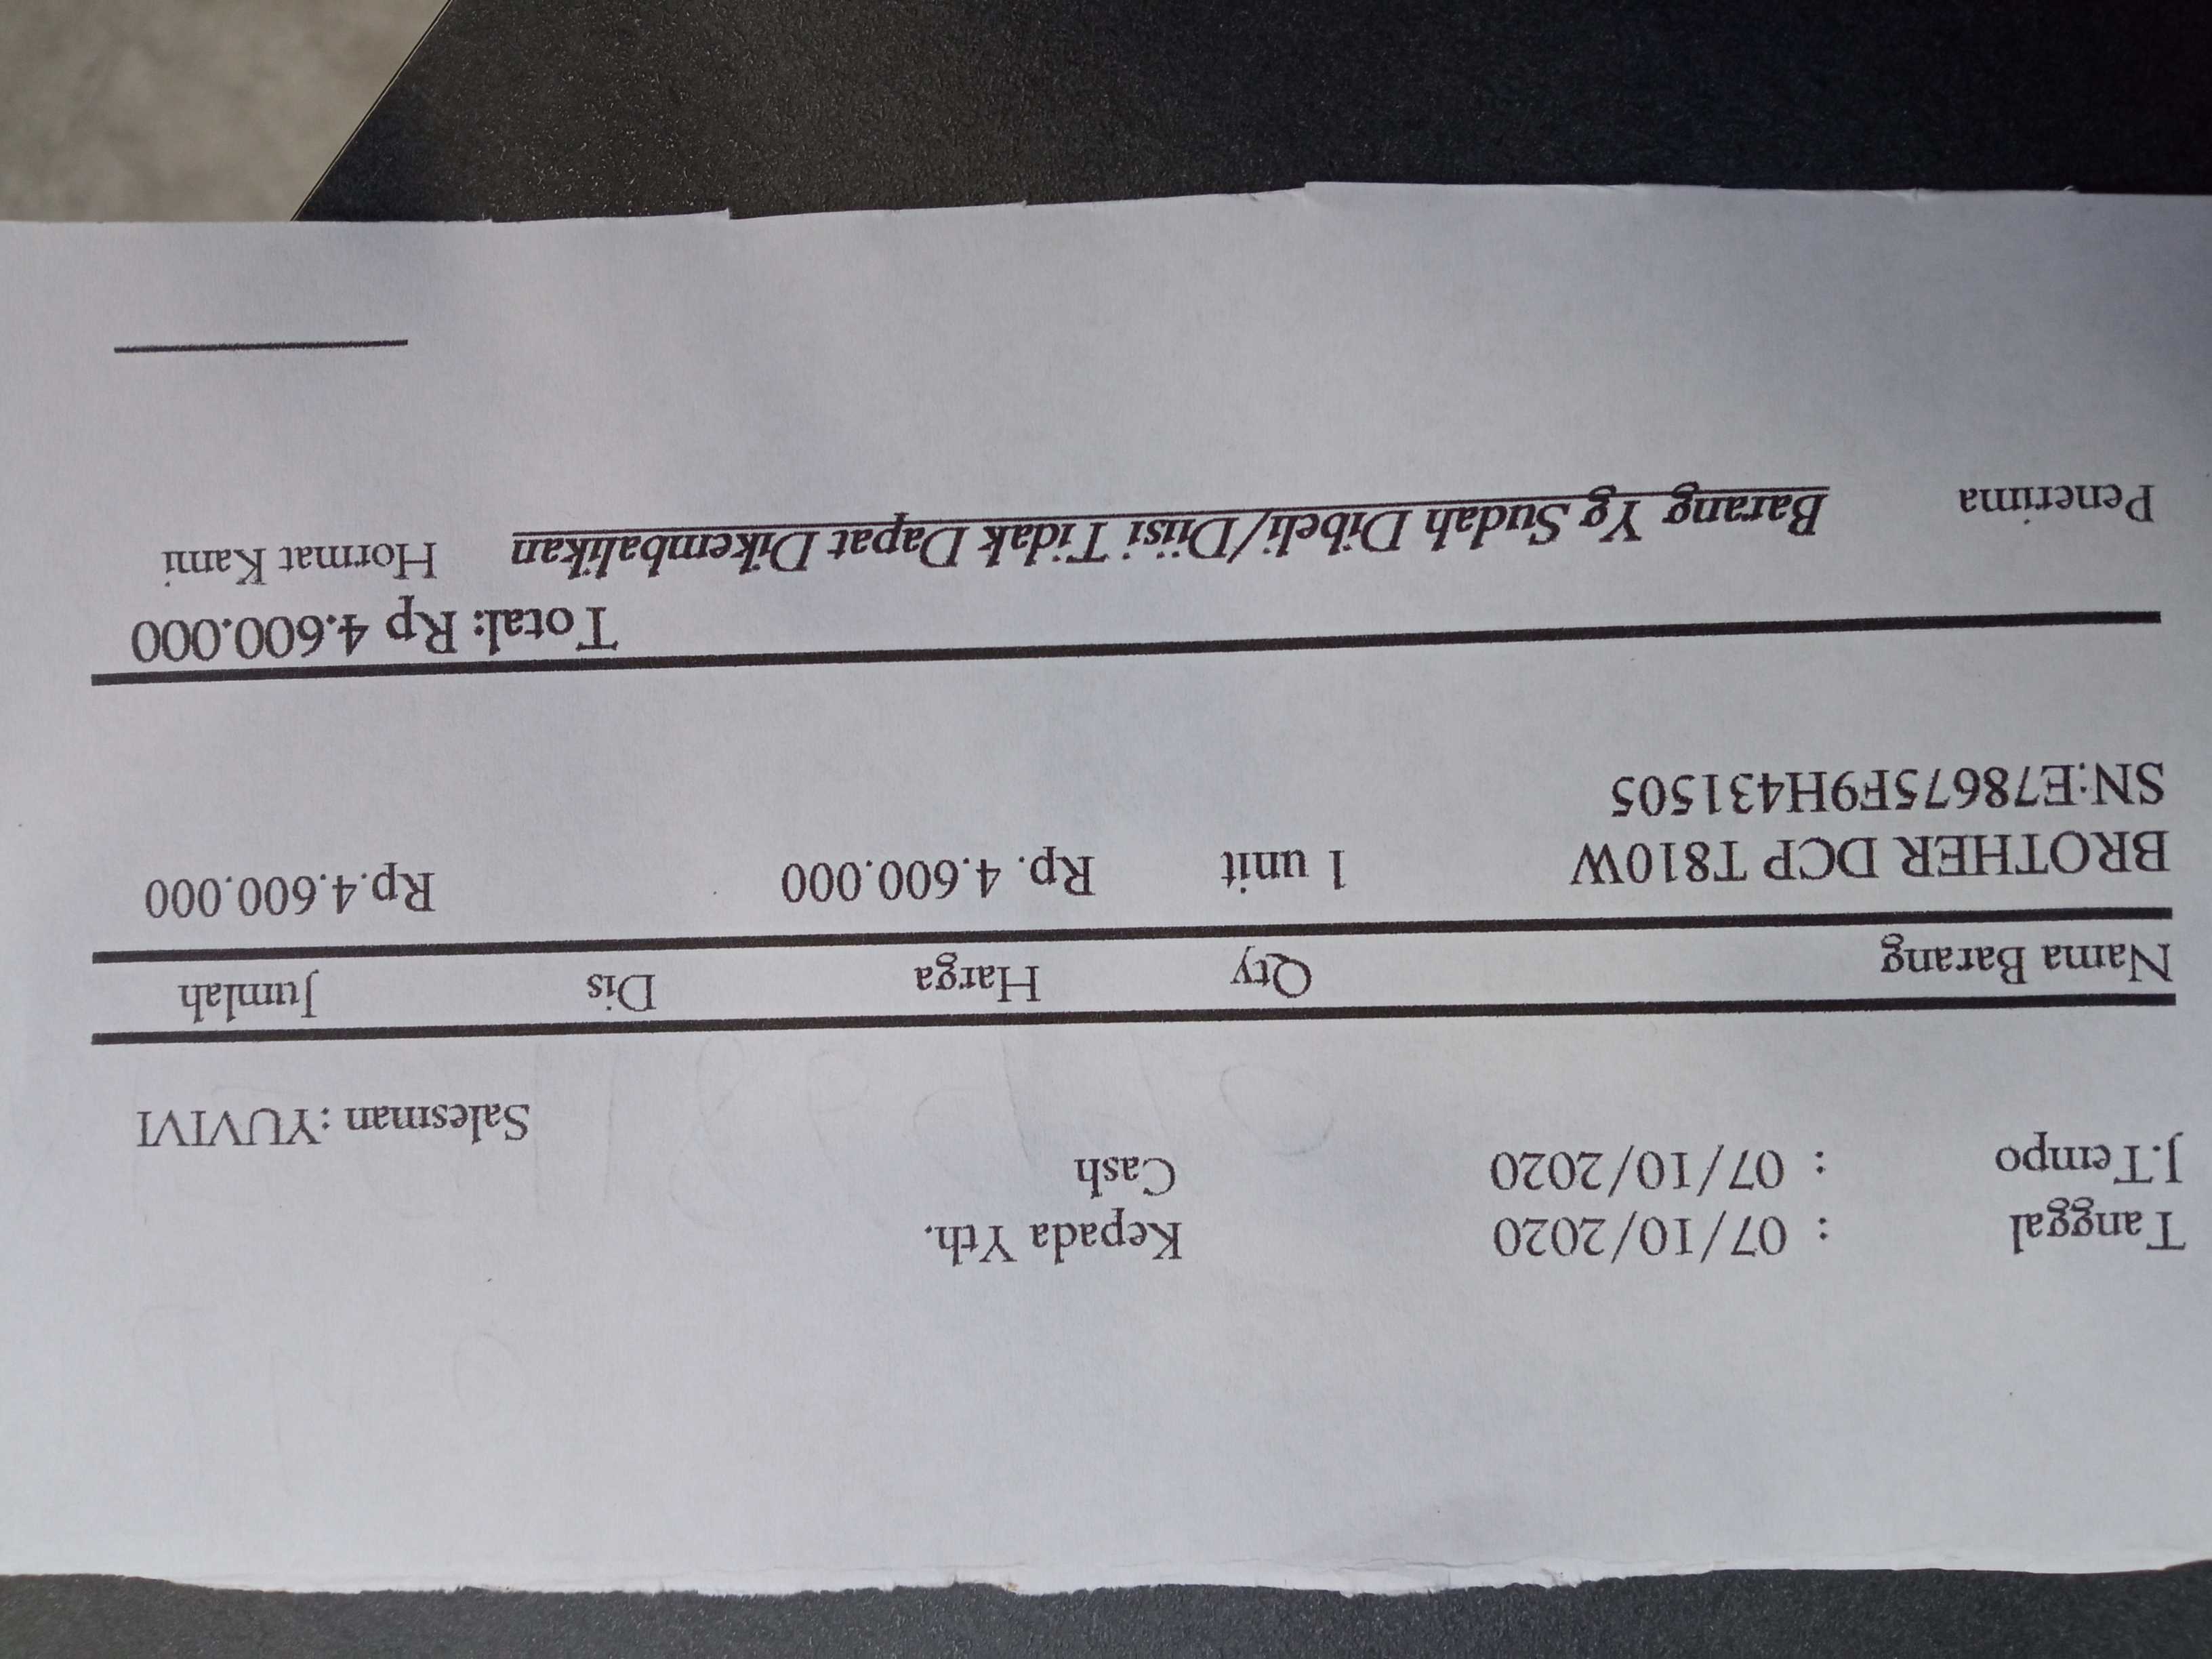 Tanggal : 07/10/2020 Kepada Yth.
J.Tempo : 07/10/2020 Cash Salesman : YUVIVI
Nama Barang Qty Harga Dis Jumlah
BROTHER DCP T810W 1 unit Rp. 4.600.000 Rp.4.600.000
SN:E78675F9H431505
Total: Rp 4.600.000
Penerima Barang Yg Sudah Dibeli/Diisi Tidak Dapat Dikembalikan Hormat Kami